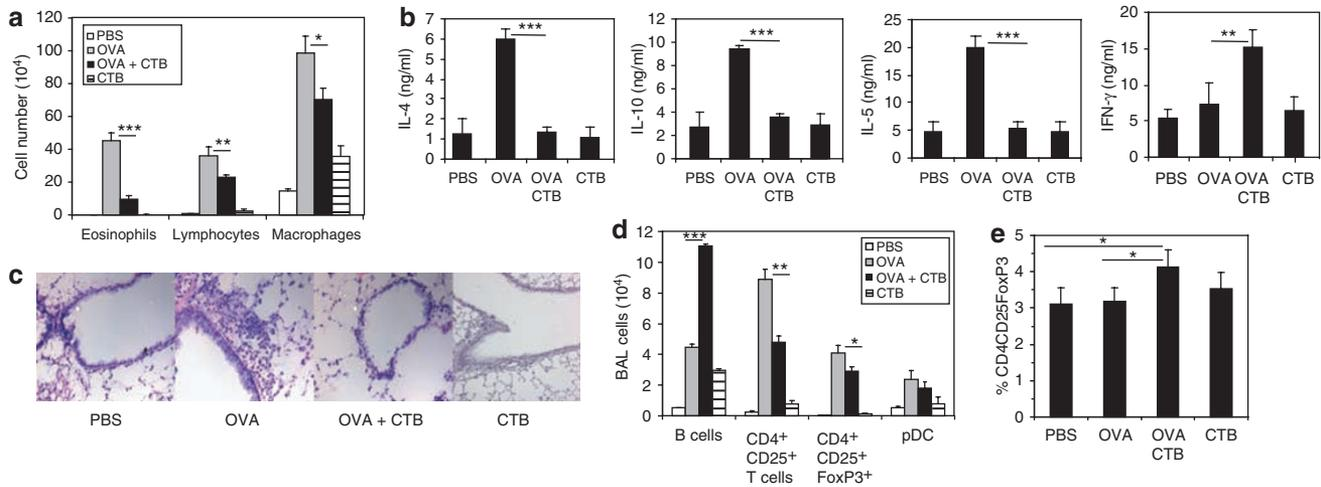 a
120
100
80
60
40
20
0
Cell number (10⁴)
PBS
OVA
OVA + CTB
CTB
***
**
*
Eosinophils
Lymphocytes
Macrophages
b
7
6
5
4
3
2
1
0
IL-4 (ng/ml)
***
PBS
OVA
OVA
CTB
CTB
12
10
8
6
4
2
0
IL-10 (ng/ml)
***
PBS
OVA
OVA
CTB
CTB
25
20
15
10
5
0
IL-5 (ng/ml)
***
PBS
OVA
OVA
CTB
CTB
20
15
10
5
0
IFN-γ (ng/ml)
**
PBS
OVA
OVA
CTB
CTB
c
PBS
OVA
OVA + CTB
CTB
d
12
10
8
6
4
2
0
BAL cells (10⁴)
PBS
OVA
OVA + CTB
CTB
***
**
*
B cells
CD4⁺
CD25⁺
T cells
CD4⁺
CD25⁺
FoxP3⁺
pDC
e
5
4
3
2
1
0
% CD4CD25FoxP3
*
*
PBS
OVA
OVA
CTB
CTB